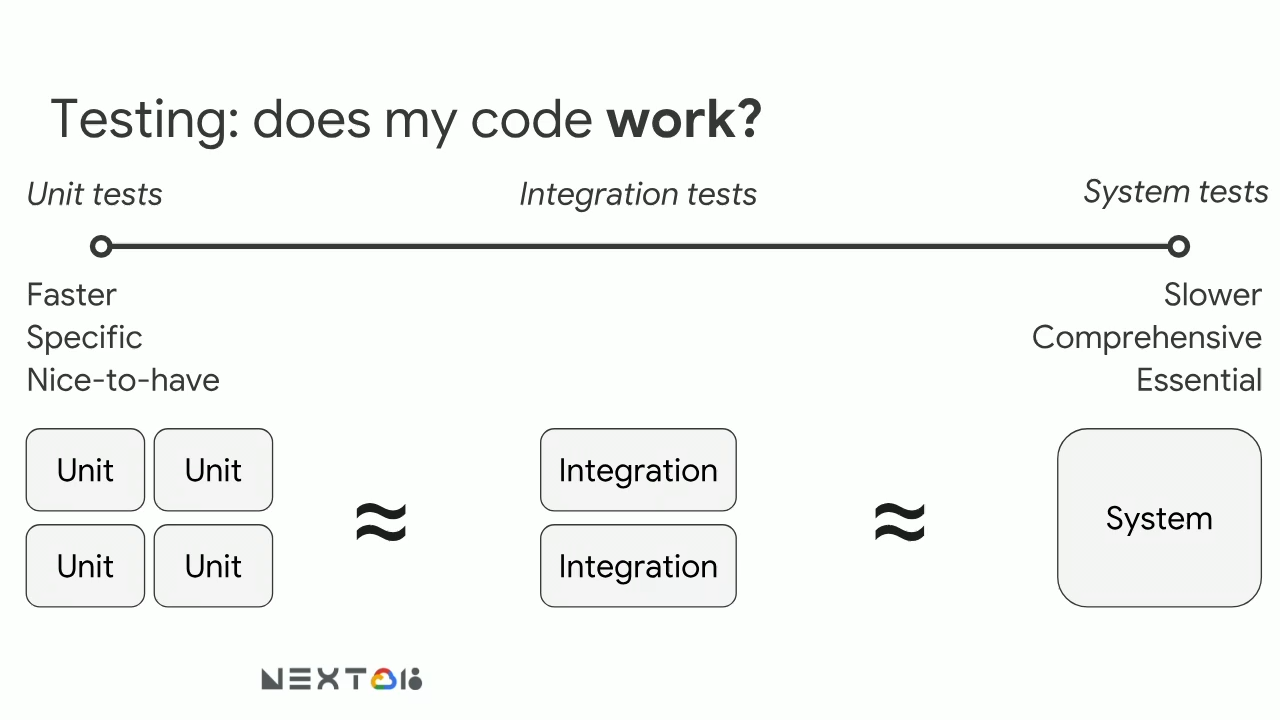 Testing: does my code work?
Unit tests
Integration tests
System tests
Faster
Specific
Nice-to-have
Slower
Comprehensive
Essential
Unit
Unit
Unit
Unit
≈
Integration
Integration
≈
System
NEXT 18